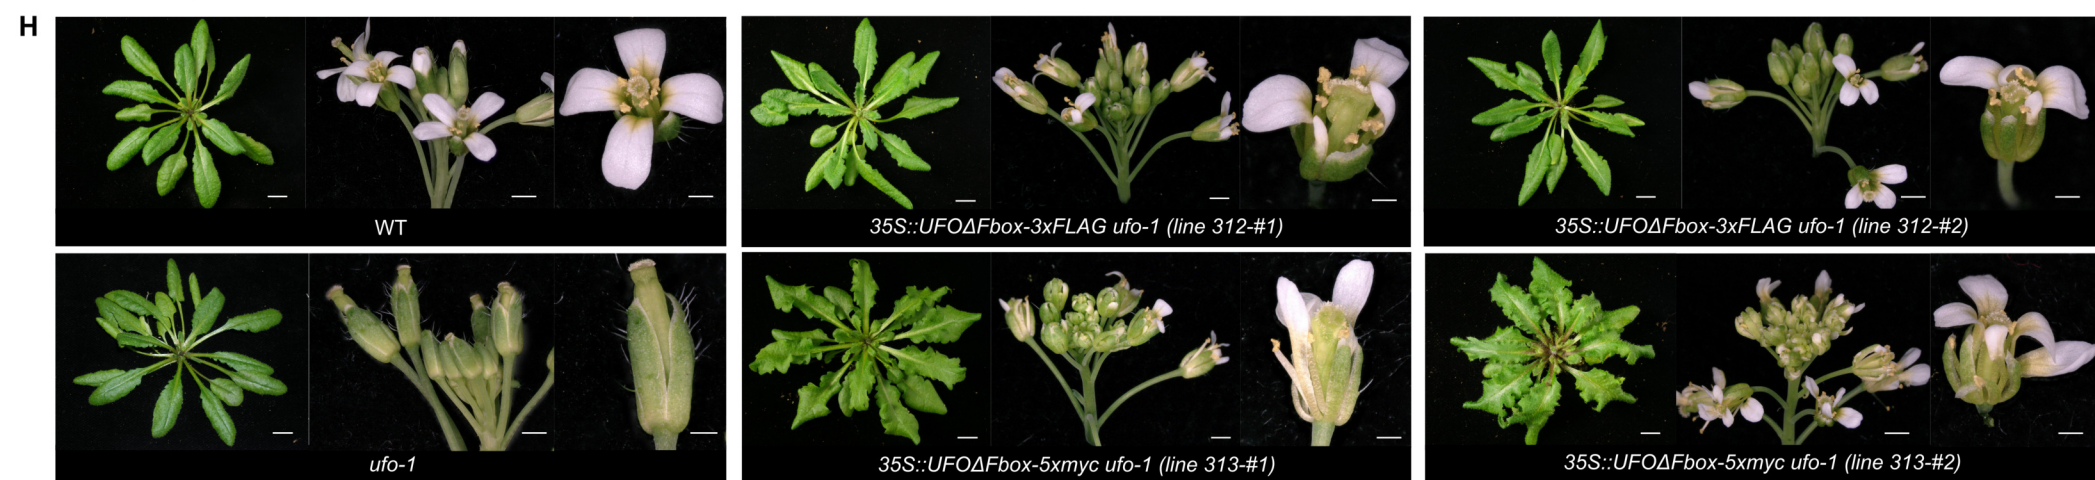 H
WT
35S::UFOΔFbox-3xFLAG ufo-1 (line 312-#1)
35S::UFOΔFbox-3xFLAG ufo-1 (line 312-#2)
ufo-1
35S::UFOΔFbox-5xmyc ufo-1 (line 313-#1)
35S::UFOΔFbox-5xmyc ufo-1 (line 313-#2)